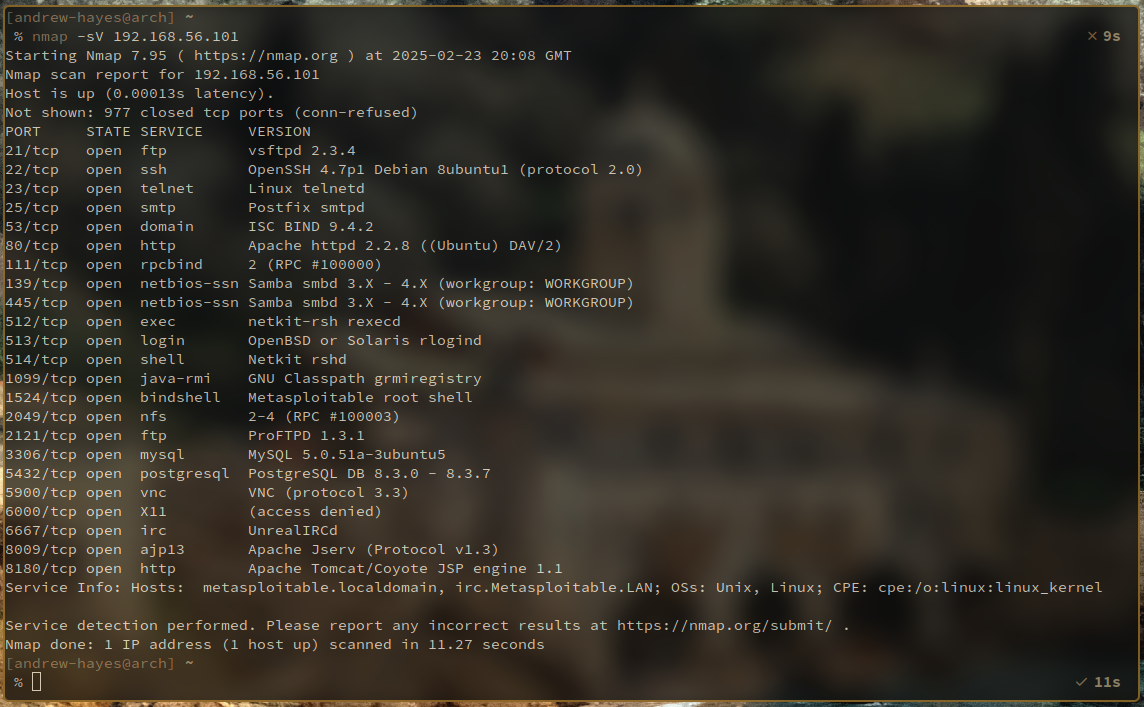 [andrew-hayes@arch] ~
% nmap -sV 192.168.56.101 × 9s
Starting Nmap 7.95 ( https://nmap.org ) at 2025-02-23 20:08 GMT
Nmap scan report for 192.168.56.101
Host is up (0.00013s latency).
Not shown: 977 closed tcp ports (conn-refused)
PORT     STATE SERVICE     VERSION
21/tcp   open  ftp         vsftpd 2.3.4
22/tcp   open  ssh         OpenSSH 4.7p1 Debian 8ubuntu1 (protocol 2.0)
23/tcp   open  telnet      Linux telnetd
25/tcp   open  smtp        Postfix smtpd
53/tcp   open  domain      ISC BIND 9.4.2
80/tcp   open  http        Apache httpd 2.2.8 ((Ubuntu) DAV/2)
111/tcp  open  rpcbind     2 (RPC #100000)
139/tcp  open  netbios-ssn Samba smbd 3.X - 4.X (workgroup: WORKGROUP)
445/tcp  open  netbios-ssn Samba smbd 3.X - 4.X (workgroup: WORKGROUP)
512/tcp  open  exec        netkit-rsh rexecd
513/tcp  open  login       OpenBSD or Solaris rlogind
514/tcp  open  shell       Netkit rshd
1099/tcp open  java-rmi    GNU Classpath grmiregistry
1524/tcp open  bindshell   Metasploitable root shell
2049/tcp open  nfs         2-4 (RPC #100003)
2121/tcp open  ftp         ProFTPD 1.3.1
3306/tcp open  mysql       MySQL 5.0.51a-3ubuntu5
5432/tcp open  postgresql  PostgreSQL DB 8.3.0 - 8.3.7
5900/tcp open  vnc         VNC (protocol 3.3)
6000/tcp open  X11         (access denied)
6667/tcp open  irc         UnrealIRCd
8009/tcp open  ajp13       Apache Jserv (Protocol v1.3)
8180/tcp open  http        Apache Tomcat/Coyote JSP engine 1.1
Service Info: Hosts:  metasploitable.localdomain, irc.Metasploitable.LAN; OSs: Unix, Linux; CPE: cpe:/o:linux:linux_kernel
Service detection performed. Please report any incorrect results at https://nmap.org/submit/ .
Nmap done: 1 IP address (1 host up) scanned in 11.27 seconds
[andrew-hayes@arch] ~
% ✓ 11s